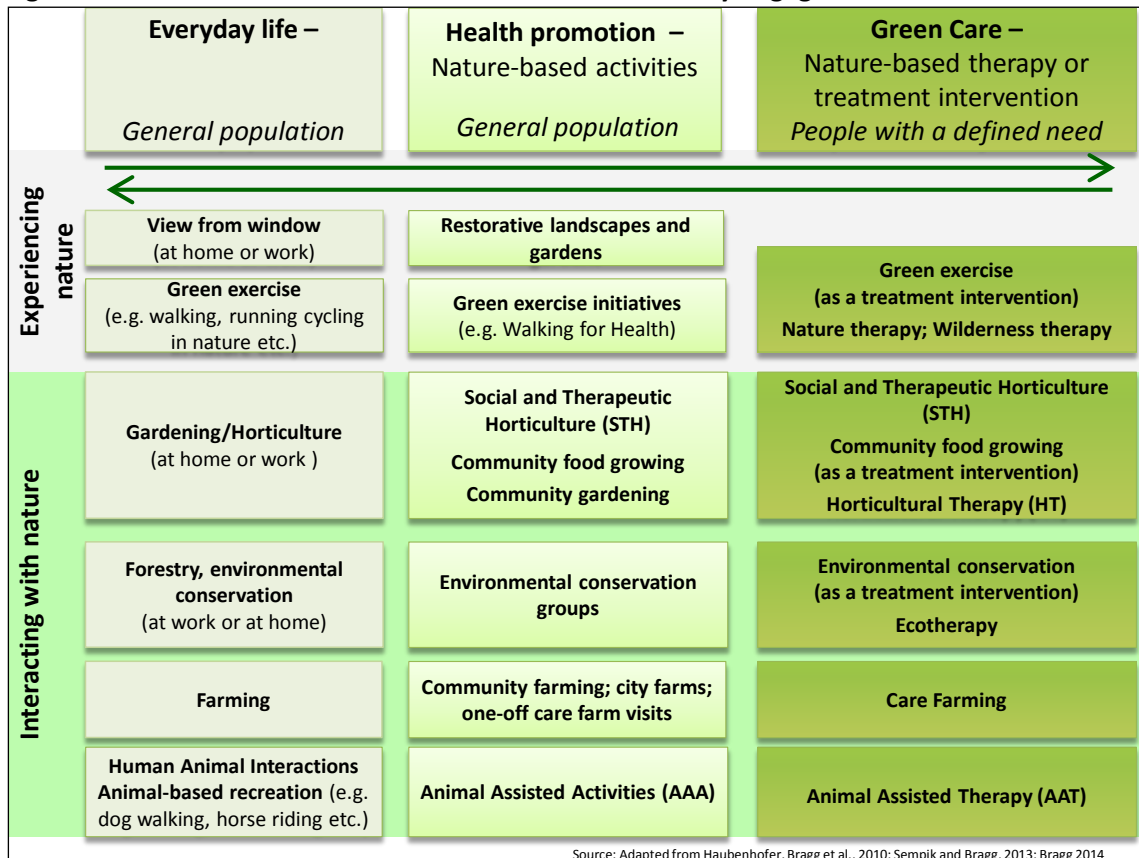 Everyday life –
General population
Health promotion –
Nature-based activities
General population
Green Care –
Nature-based therapy or
treatment intervention
People with a defined need
Experiencing
nature
View from window
(at home or work)
Restorative landscapes and
gardens
Green exercise
(e.g. walking, running cycling
in nature etc.)
Green exercise initiatives
(e.g. Walking for Health)
Green exercise
(as a treatment intervention)
Nature therapy; Wilderness therapy
Interacting with nature
Gardening/Horticulture
(at home or work )
Social and Therapeutic
Horticulture (STH)
Community food growing
Community gardening
Social and Therapeutic Horticulture
(STH)
Community food growing
(as a treatment intervention)
Horticultural Therapy (HT)
Forestry, environmental
conservation
(at work or at home)
Environmental conservation
groups
Environmental conservation
(as a treatment intervention)
Ecotherapy
Farming
Community farming; city farms;
one-off care farm visits
Care Farming
Human Animal Interactions
Animal-based recreation (e.g.
dog walking, horse riding etc.)
Animal Assisted Activities (AAA)
Animal Assisted Therapy (AAT)
Source: Adapted from Haubenhofer, Bragg et al., 2010; Sempik and Bragg, 2013; Bragg 2014